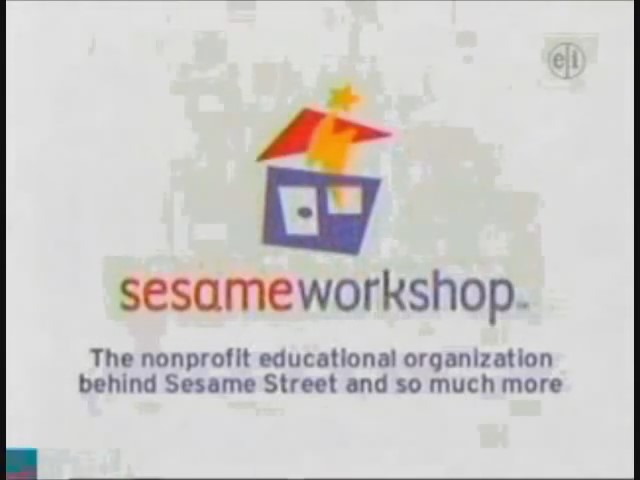 e|i
sesameworkshop
The nonprofit educational organization
behind Sesame Street and so much more